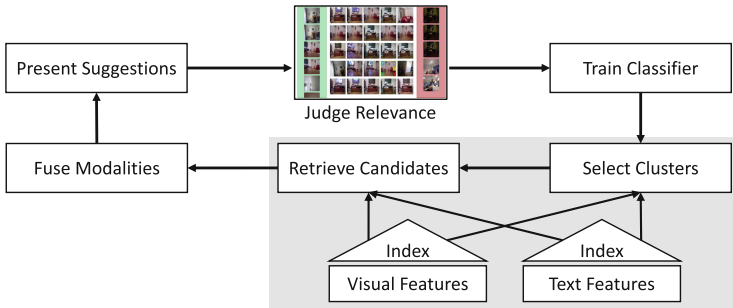 Present Suggestions
Judge Relevance
Train Classifier
Fuse Modalities
Retrieve Candidates
Select Clusters
Index
Index
Visual Features
Text Features